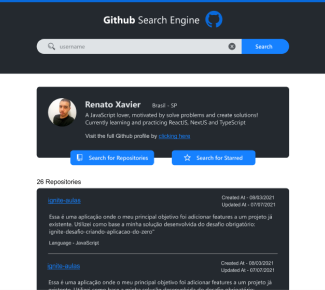 Github Search Engine
username
Search
Renato Xavier
Brasil - SP
A JavaScript lover, motivated by solve problems and create solutions!
Currently learning and practicing ReactJS, NextJS and TypeScript
Visit the full Github profile by clicking here
Search for Repositories
Search for Starred
26 Repositories
ignite-aulas
Created At - 09/03/2021
Updated At - 07/07/2021
Essa é uma aplicação onde o meu principal objetivo foi adicionar features a um projeto já
existente. Utilizei como base a minha solução desenvolvida do desafio obrigatório:
ignite-desafio-criando-aplicacao-do-zero"
Language - JavaScript
ignite-aulas
Created At - 09/03/2021
Updated At - 07/07/2021
Essa é uma aplicação onde o meu principal objetivo foi adicionar features a um projeto já
existente. Utilizei como base a minha solução desenvolvida do desafio obrigatório: